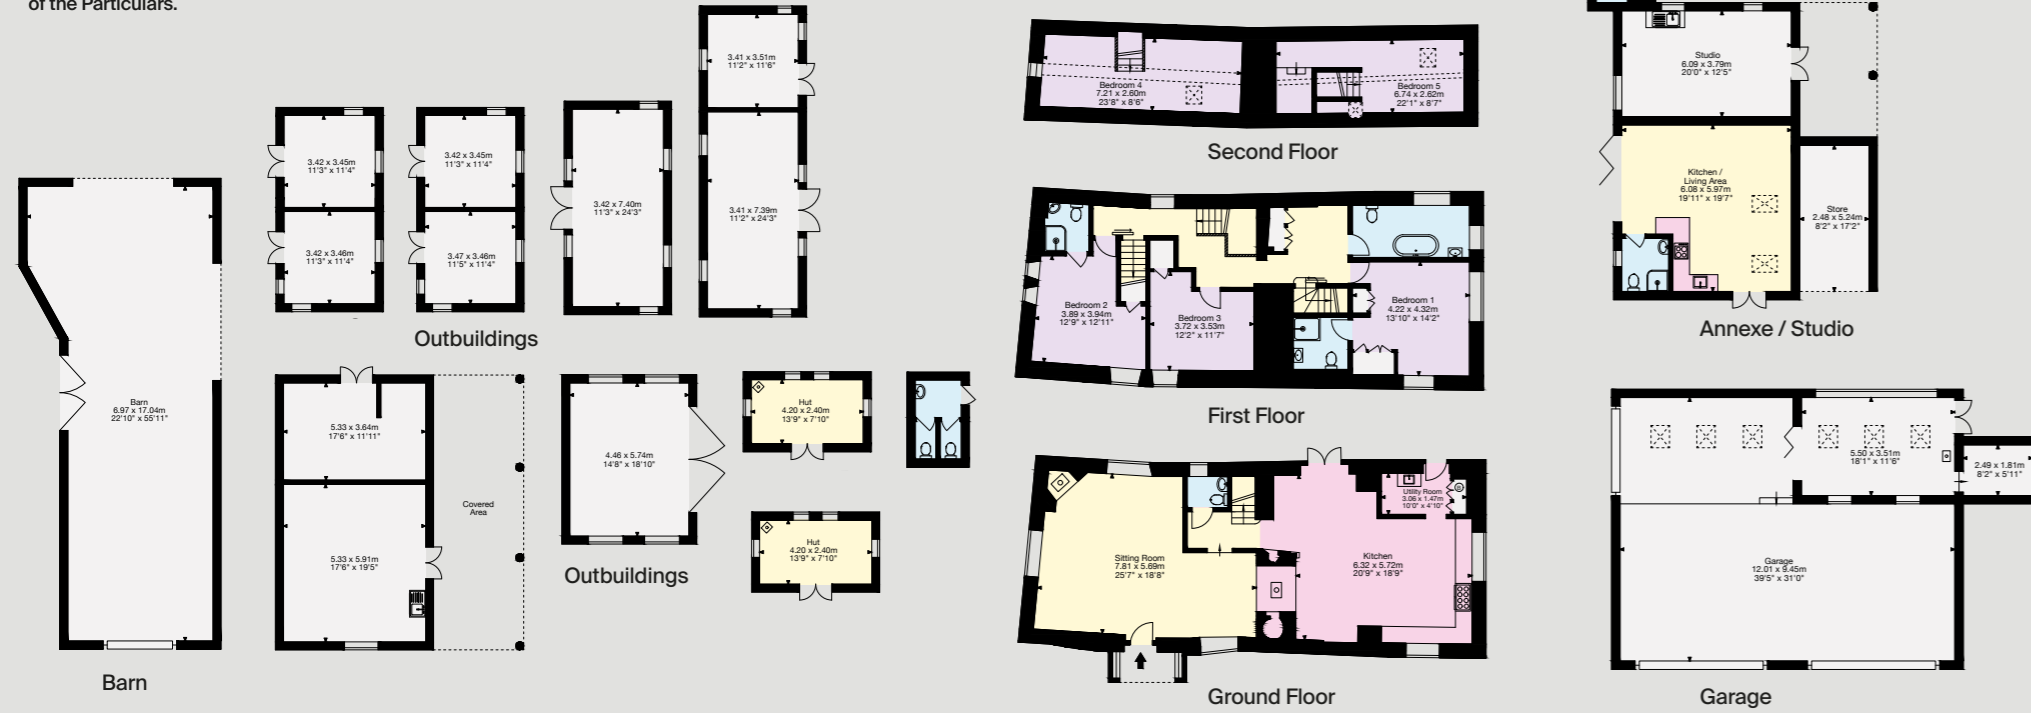 of the Particulars.
3.41 x 3.51m
11'2" x 11'6"
3.42 x 3.45m
11'3" x 11'4"
3.42 x 3.45m
11'3" x 11'4"
3.42 x 7.40m
11'3" x 24'3"
3.41 x 7.39m
11'2" x 24'3"
3.42 x 3.46m
11'3" x 11'4"
3.47 x 3.46m
11'5" x 11'4"
Outbuildings
Barn
6.97 x 17.04m
22'10" x 55'11"
Barn
5.33 x 3.64m
17'6" x 11'11"
5.33 x 5.91m
17'6" x 19'5"
Covered
Area
4.46 x 5.74m
14'8" x 18'10"
Outbuildings
Hut
4.20 x 2.40m
13'9" x 7'10"
Hut
4.20 x 2.40m
13'9" x 7'10"
Bedroom 4
7.21 x 2.60m
23'8" x 8'6"
Bedroom 5
6.74 x 2.62m
22'1" x 8'7"
Second Floor
Bedroom 2
3.89 x 3.94m
12'9" x 12'11"
Bedroom 3
3.72 x 3.53m
12'2" x 11'7"
Bedroom 1
4.22 x 4.32m
13'10" x 14'2"
First Floor
Utility Room
3.06 x 1.47m
10'0" x 4'10"
Sitting Room
7.81 x 5.69m
25'7" x 18'8"
Kitchen
6.32 x 5.72m
20'9" x 18'9"
Ground Floor
Studio
6.09 x 3.79m
20'0" x 12'5"
Kitchen /
Living Area
6.08 x 5.97m
19'11" x 19'7"
Store
2.48 x 5.24m
8'2" x 17'2"
Annexe / Studio
5.50 x 3.51m
18'1" x 11'6"
2.49 x 1.81m
8'2" x 5'11"
Garage
12.01 x 9.45m
39'5" x 31'0"
Garage